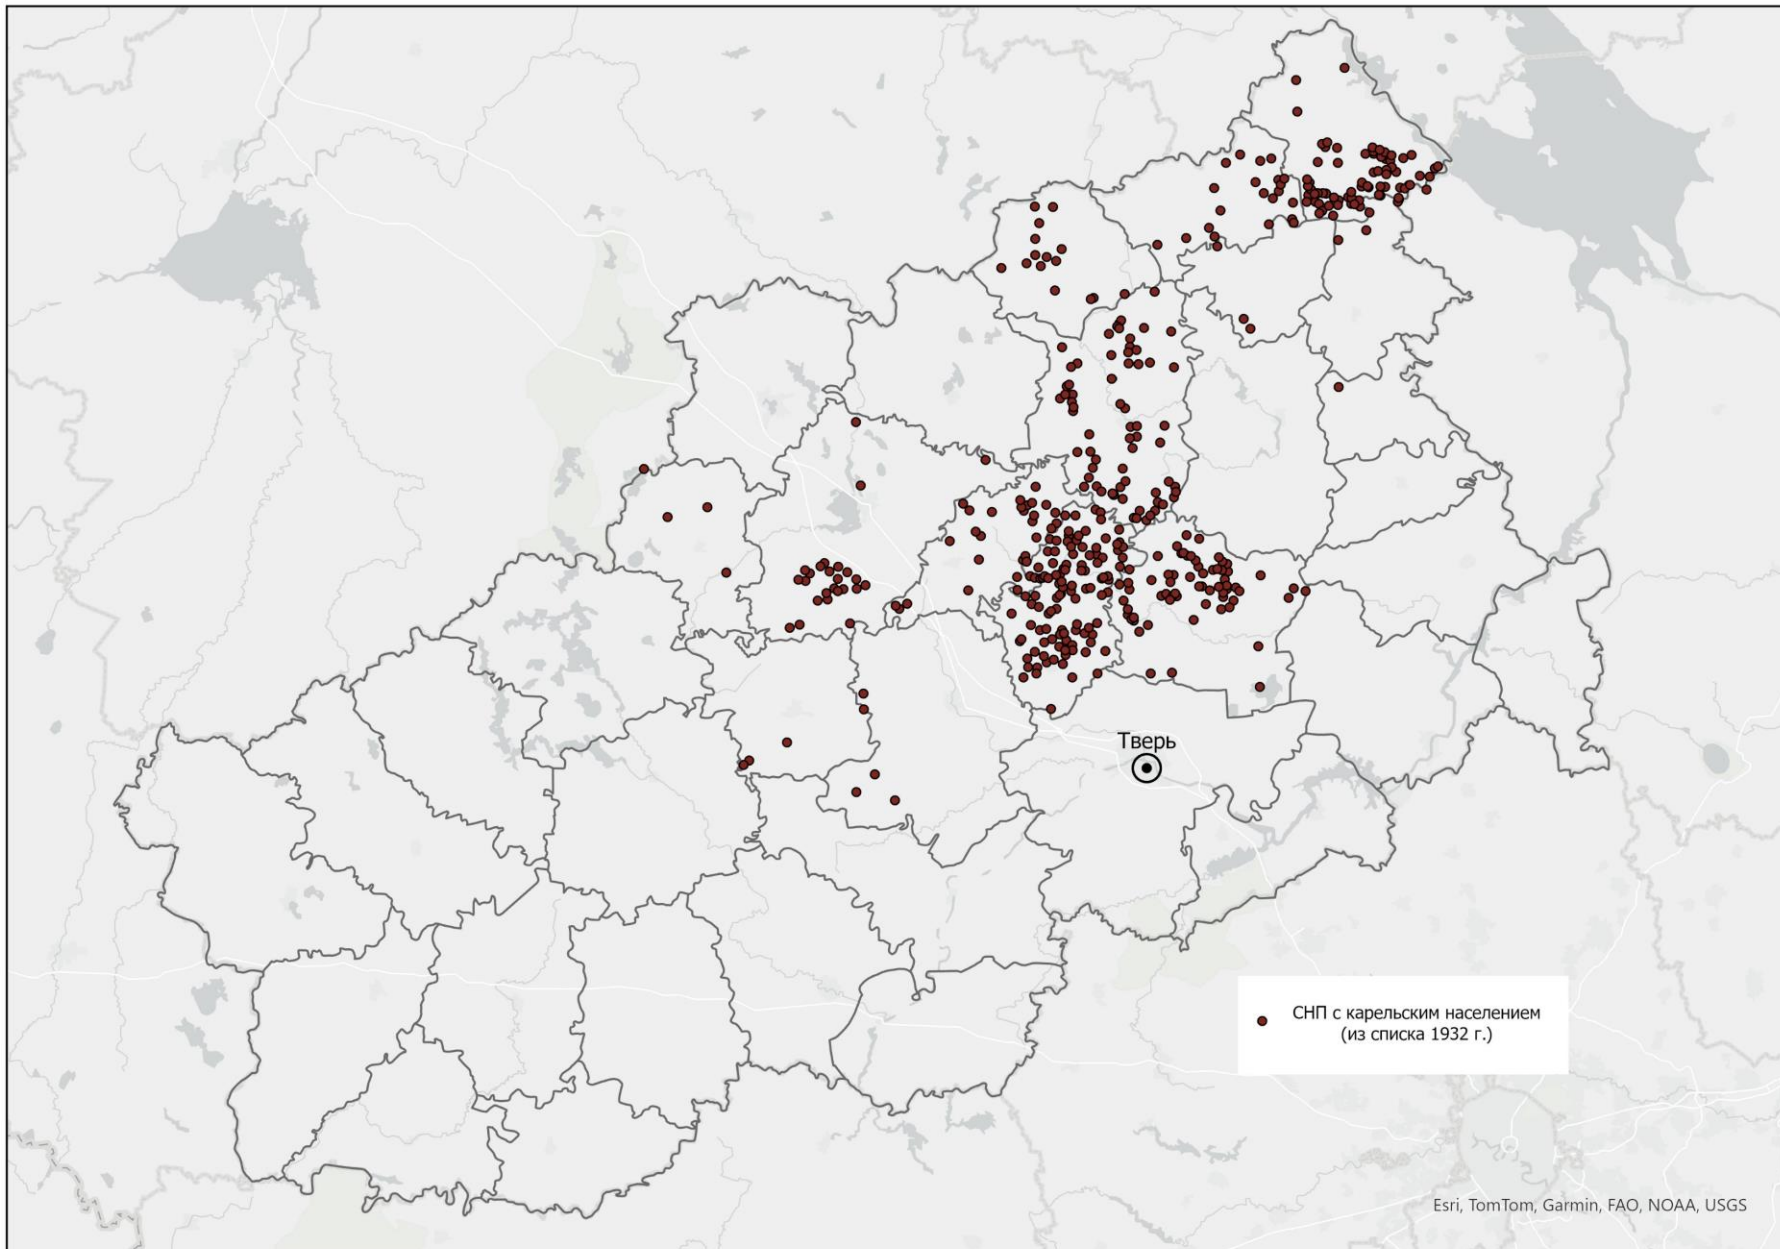 Тверь
СНП с карельским населением
(из списка 1932 г.)
Esri, TomTom, Garmin, FAO, NOAA, USGS